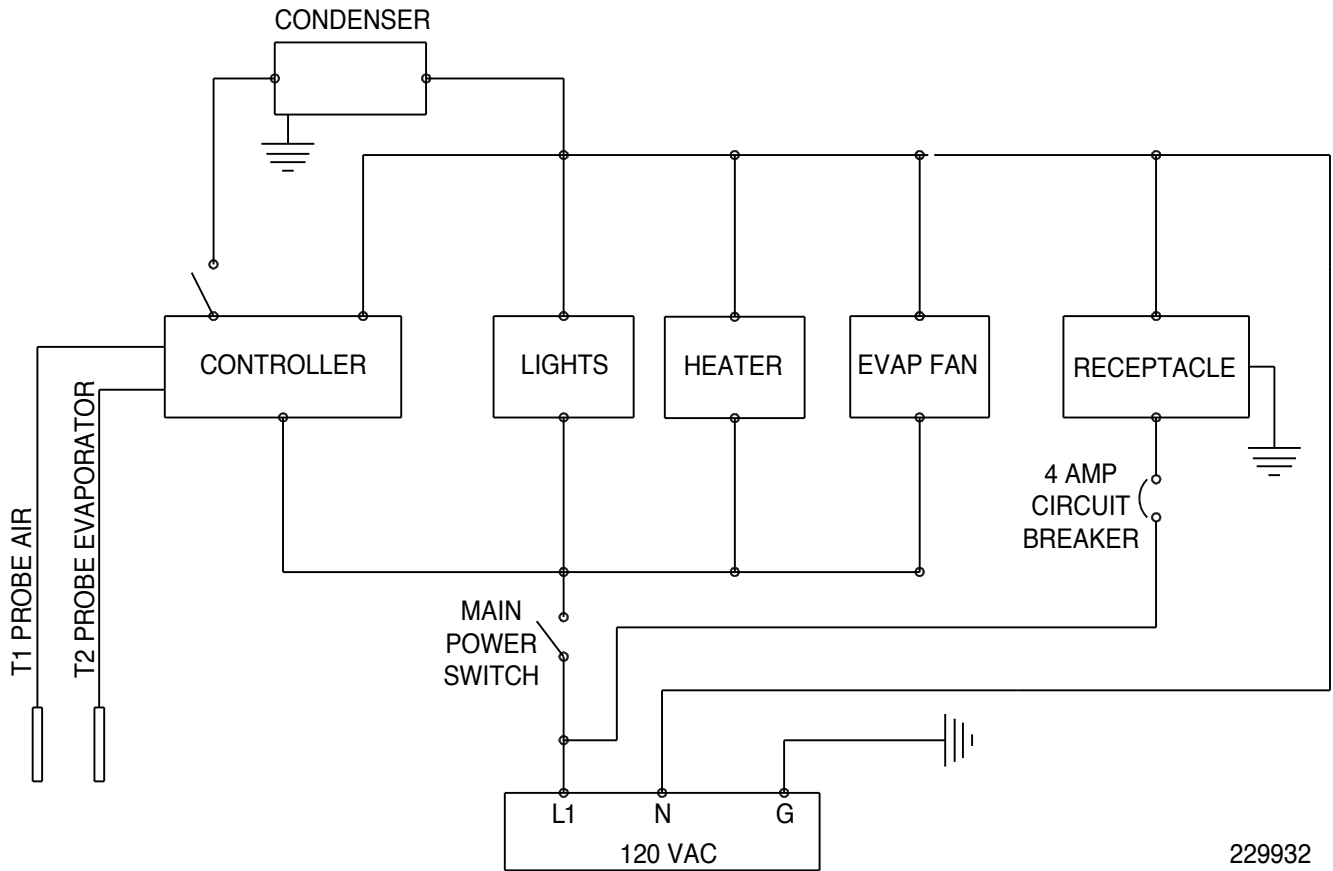 CONDENSER
CONTROLLER
LIGHTS
HEATER
EVAP FAN
RECEPTACLE
T1 PROBE AIR
T2 PROBE EVAPORATOR
4 AMP
CIRCUIT
BREAKER
MAIN
POWER
SWITCH
L1 N G
120 VAC
229932